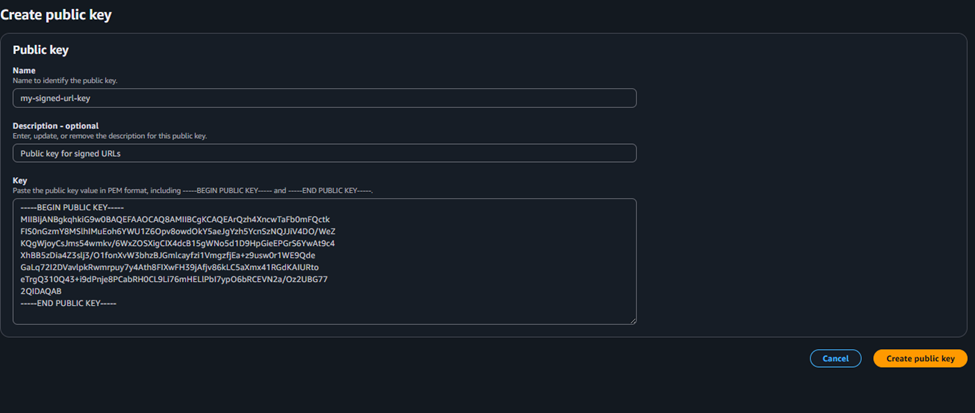 Create public key
Public key
Name
Name to identify the public key.
my-signed-url-key
Description - optional
Enter, update, or remove the description for this public key.
Public key for signed URLs
Key
Paste the public key value in PEM format, including -----BEGIN PUBLIC KEY----- and -----END PUBLIC KEY-----.
-----BEGIN PUBLIC KEY-----
MIIBIjANBgkqhkiG9w0BAQEFAAOCAQ8AMIIBCgKCAQEArQzh4XncwTaFb0mFQctk
FIS0nGzmY8MSlhIMuEoh6YWU1Z6Opv8owdOkY5aeJgYzh5YcnSzNQJJiV4DO/WeZ
KQgWjoyCsJms54wmkv/6WxZOSXigCIX4dcB15gWNo5d1D9HpGieEPGrS6YwAt9c4
XhBB5zDia4Z3slj3/O1fonXvW3bhzBJGmlcayfzi1VmgzfjEa+z9usw0r1WE9Qde
GaLq72I2DVavlpkRwmrpuy7y4Ath8FIXwFH39jAfjv86kLC5aXmx41RGdKAIURto
eTrgQ310Q43+i9dPnje8PCabRH0CL9Li76mHELlPbI7ypO6bRCEVN2a/Oz2UBG77
2QIDAQAB
-----END PUBLIC KEY-----
Cancel
Create public key